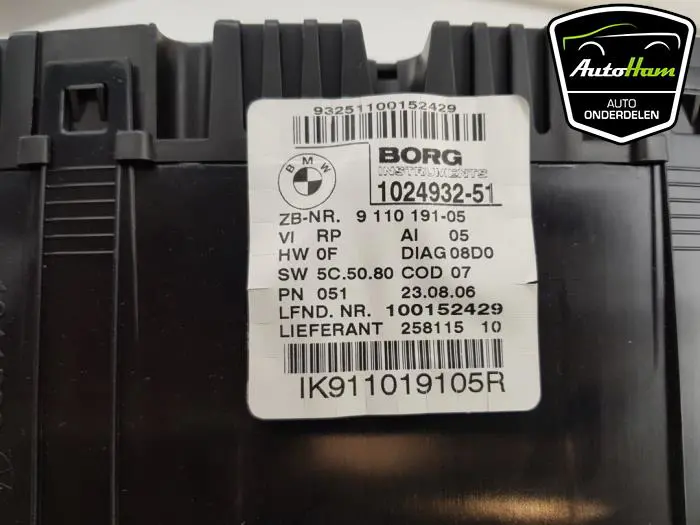 AUTOHAM
AUTO
ONDERDELEN
93251100152429
BMW
BORG
INSTRUMENTS
1024932-51
ZB-NR. 9 110 191-05
VI RP AI 05
HW 0F DIAG 08D0
SW 5C.50.80 COD 07
PN 051 23.08.06
LFND. NR. 100152429
LIEFERANT 258115 10
IK911019105R